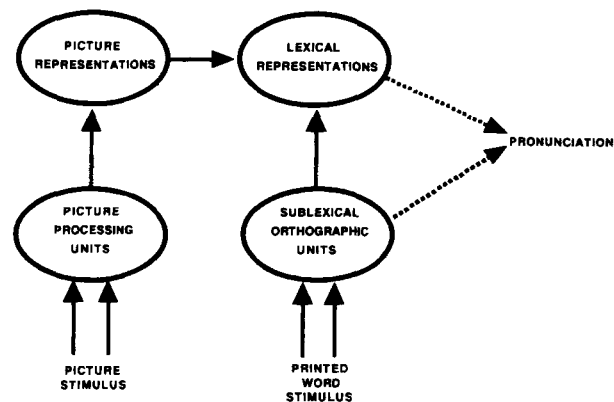 PICTURE
REPRESENTATIONS
LEXICAL
REPRESENTATIONS
PRONUNCIATION
PICTURE
PROCESSING
UNITS
SUBLEXICAL
ORTHOGRAPHIC
UNITS
PICTURE
STIMULUS
PRINTED
WORD
STIMULUS